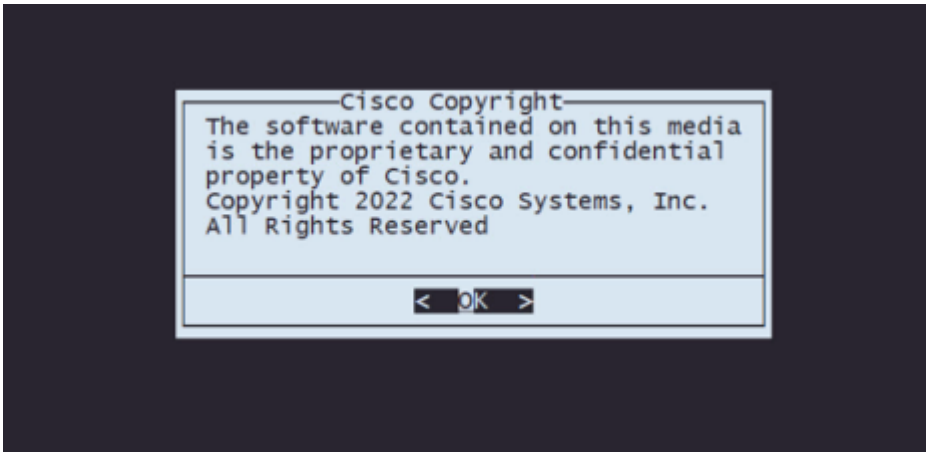 Cisco Copyright
The software contained on this media
is the proprietary and confidential
property of Cisco.
Copyright 2022 Cisco Systems, Inc.
All Rights Reserved
< OK >